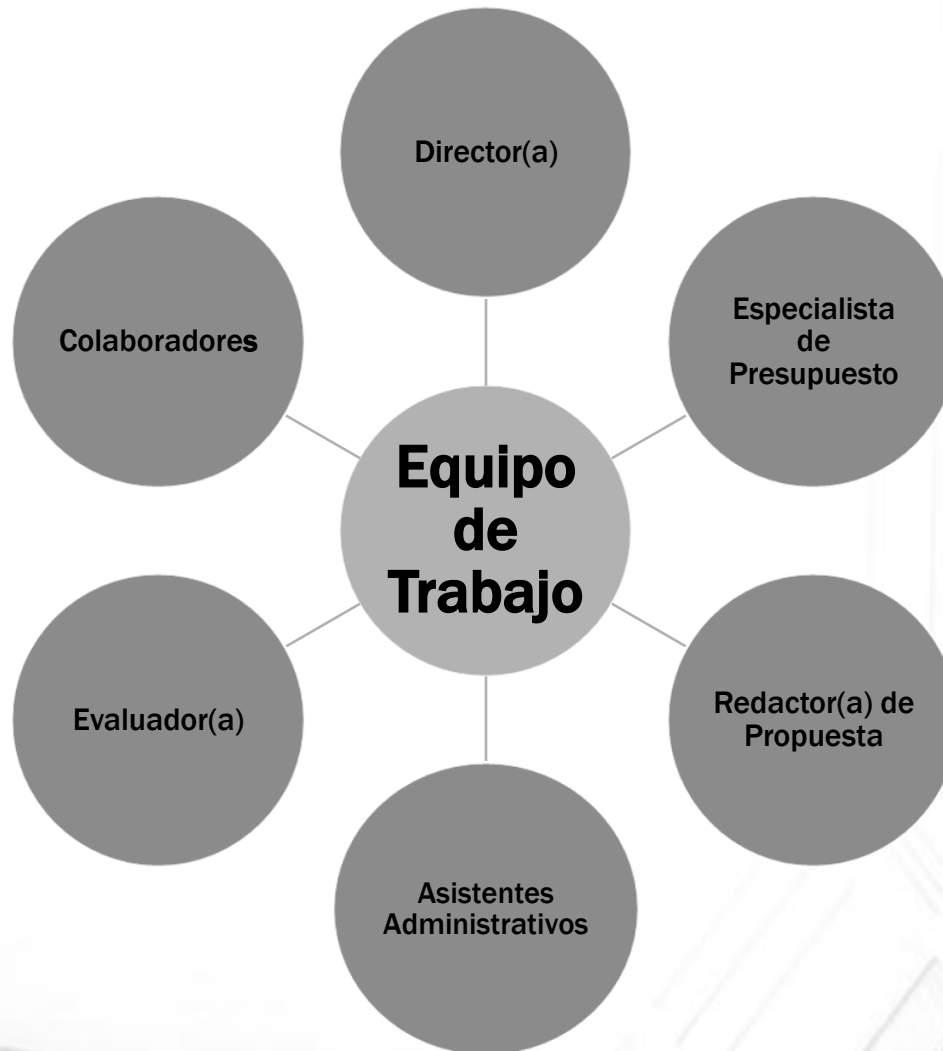 Director(a)
Especialista
de
Presupuesto
Colaboradores
Equipo
de
Trabajo
Redactor(a) de
Propuesta
Evaluador(a)
Asistentes
Administrativos